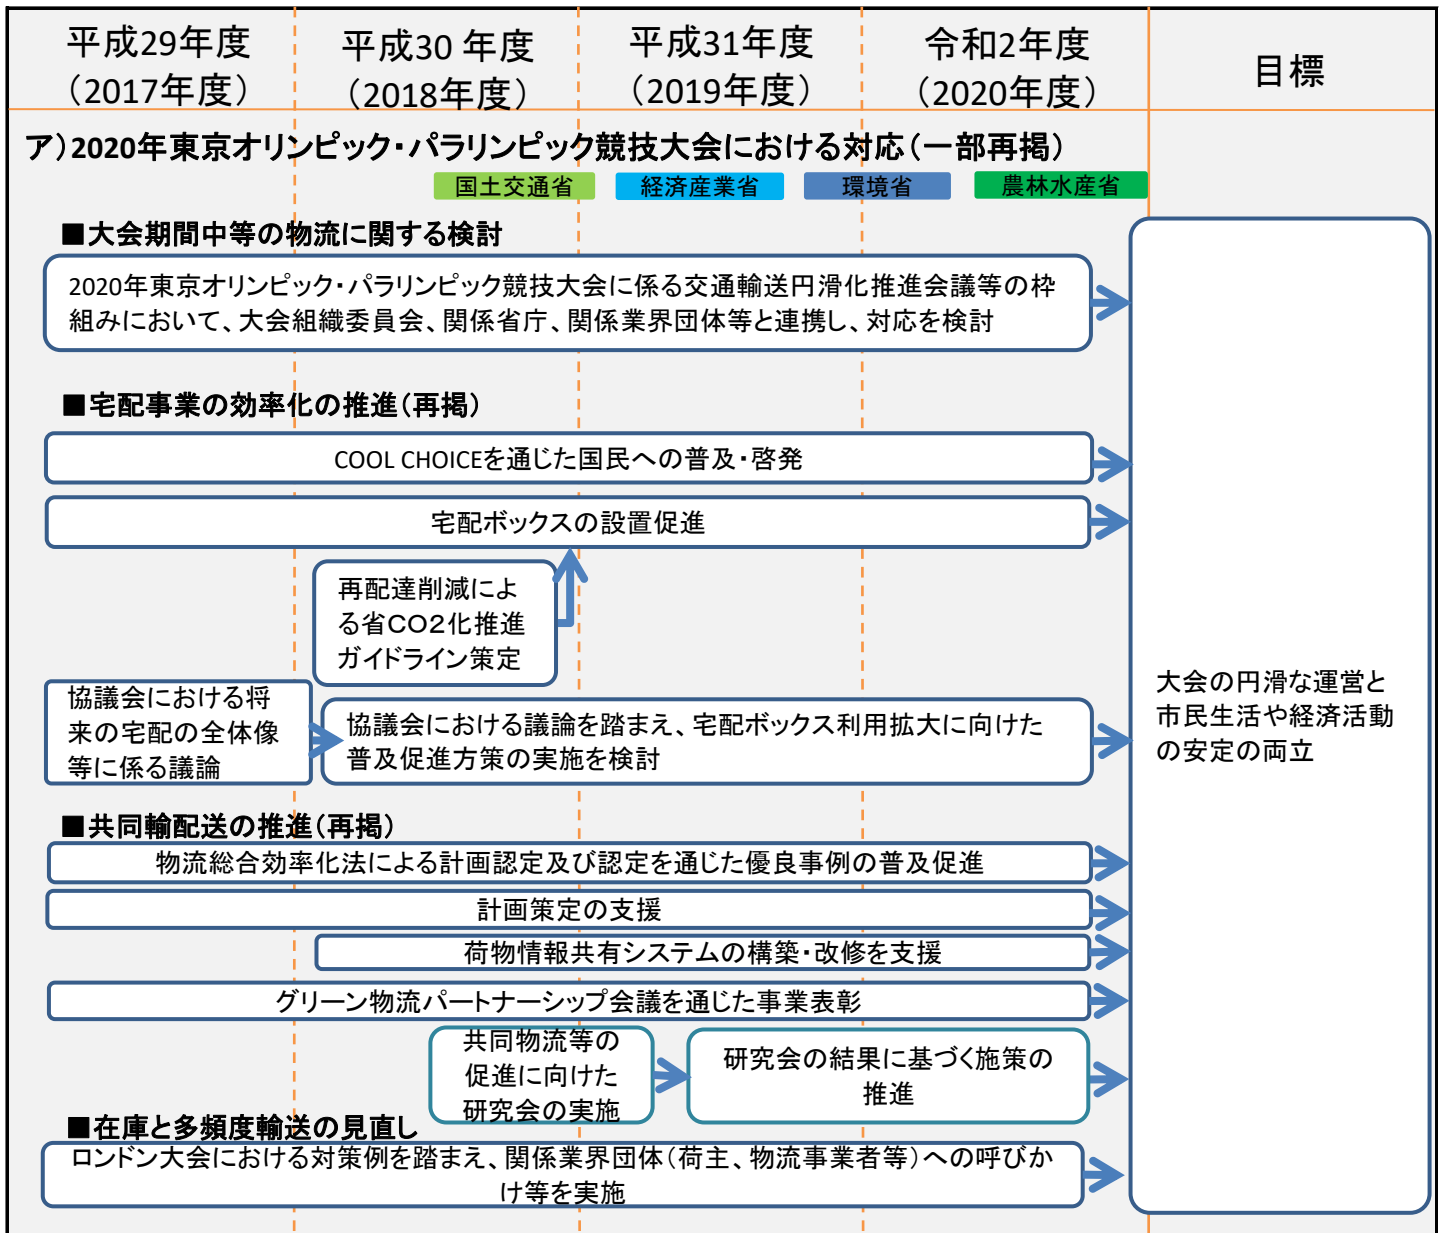 平成29年度
（2017年度）
平成30 年度
（2018年度）
平成31年度
（2019年度）
令和2年度
（2020年度）
目標
ア）2020年東京オリンピック・パラリンピック競技大会における対応（一部再掲）
国土交通省
経済産業省
環境省
農林水産省
■大会期間中等の物流に関する検討
2020年東京オリンピック・パラリンピック競技大会に係る交通輸送円滑化推進会議等の枠
組みにおいて、大会組織委員会、関係省庁、関係業界団体等と連携し、対応を検討
■宅配事業の効率化の推進（再掲）
COOL CHOICEを通じた国民への普及・啓発
宅配ボックスの設置促進
再配達削減によ
る省ＣＯ２化推進
ガイドライン策定
協議会における将
来の宅配の全体像
等に係る議論
協議会における議論を踏まえ、宅配ボックス利用拡大に向けた
普及促進方策の実施を検討
■共同輸配送の推進（再掲）
物流総合効率化法による計画認定及び認定を通じた優良事例の普及促進
計画策定の支援
荷物情報共有システムの構築・改修を支援
グリーン物流パートナーシップ会議を通じた事業表彰
共同物流等の
促進に向けた
研究会の実施
研究会の結果に基づく施策の
推進
■在庫と多頻度輸送の見直し
ロンドン大会における対策例を踏まえ、関係業界団体（荷主、物流事業者等）への呼びか
け等を実施
大会の円滑な運営と
市民生活や経済活動
の安定の両立